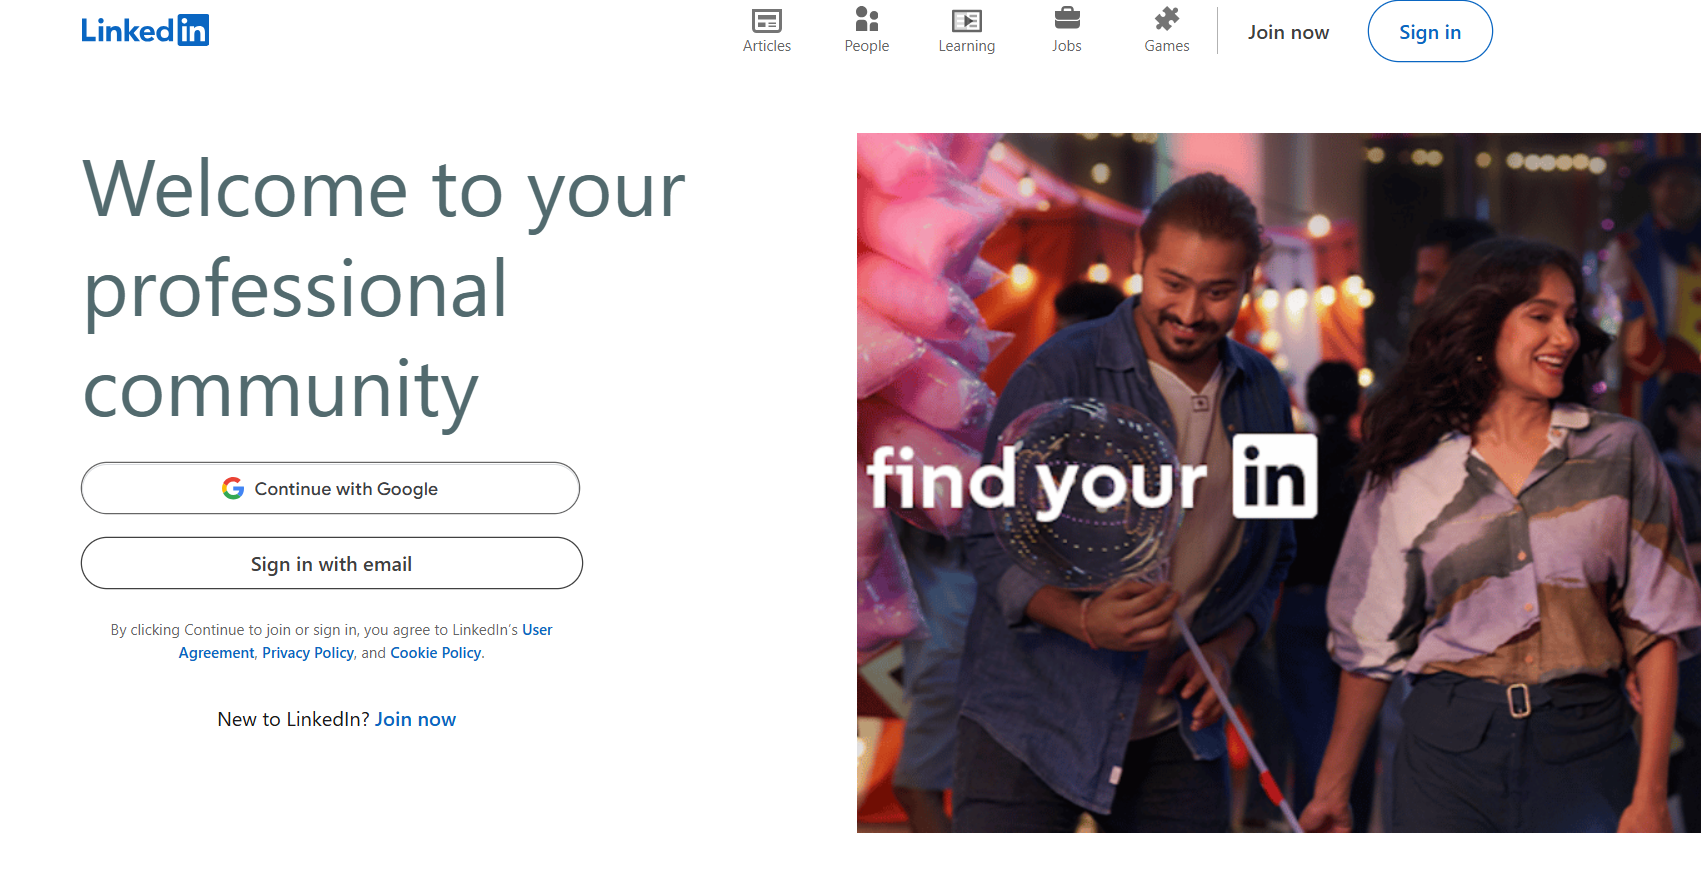 LinkedIn
Articles
People
Learning
Jobs
Games
Join now
Sign in
Welcome to your
professional
community
Continue with Google
Sign in with email
By clicking Continue to join or sign in, you agree to LinkedIn’s User
Agreement, Privacy Policy, and Cookie Policy.
New to LinkedIn? Join now
find your in